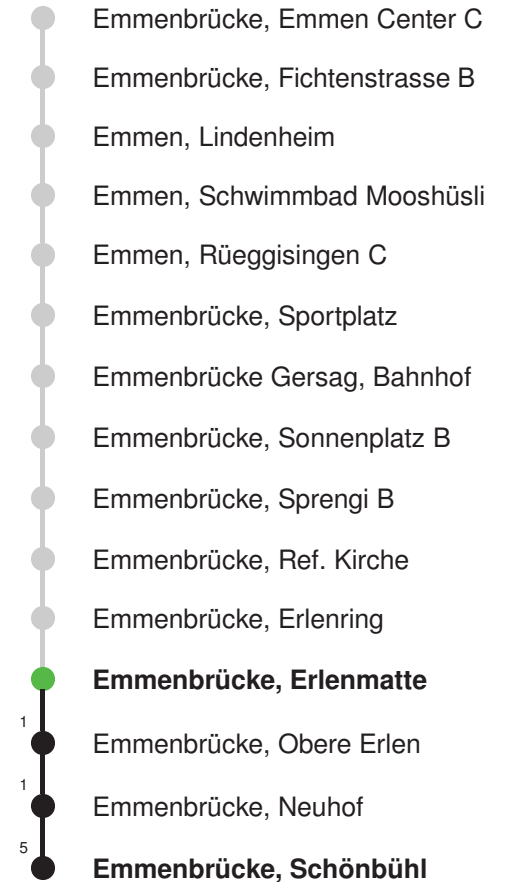 Emmenbrücke, Emmen Center C
Emmenbrücke, Fichtenstrasse B
Emmen, Lindenheim
Emmen, Schwimmbad Mooshüsli
Emmen, Rüeggisingen C
Emmenbrücke, Sportplatz
Emmenbrücke Gersag, Bahnhof
Emmenbrücke, Sonnenplatz B
Emmenbrücke, Sprengi B
Emmenbrücke, Ref. Kirche
Emmenbrücke, Erlenring
Emmenbrücke, Erlenmatte
1
Emmenbrücke, Obere Erlen
1
Emmenbrücke, Neuhof
5
Emmenbrücke, Schönbühl